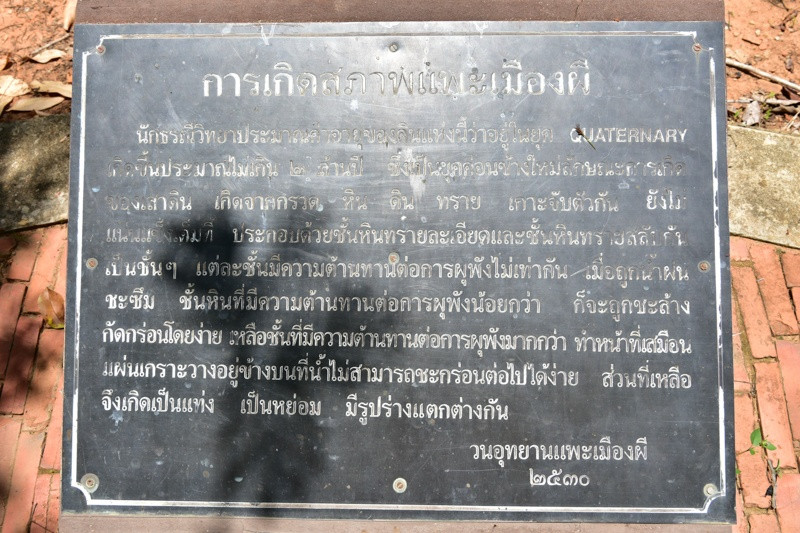 การเกิดสภาพแพะเมืองผี
นักธรณีวิทยาประมาณค่าอายุของดินแห่งนี้ว่าอยู่ในยุค QUATERNARY
เกิดขึ้นประมาณไม่เกิน ๒ ล้านปี ซึ่งเป็นยุคค่อนข้างใหม่ลักษณะการเกิด
ของเสาดิน เกิดจากกรวด หิน ดิน ทราย เกาะจับตัวกัน ยังไม่
แน่นแข็งเต็มที่ ประกอบด้วยชั้นหินทรายละเอียดและชั้นหินทรายสลับกัน
เป็นชั้นๆ แต่ละชั้นมีความต้านทานต่อการผุพังไม่เท่ากัน เมื่อถูกน้ำฝน
ชะซึม ชั้นหินที่มีความต้านทานต่อการผุพังน้อยกว่า ก็จะถูกชะล้าง
กัดกร่อนโดยง่าย เหลือชั้นที่มีความต้านทานต่อการผุพังมากกว่า ทำหน้าที่เสมือน
แผ่นเกราะวางอยู่ข้างบนที่น้ำไม่สามารถชะกร่อนต่อไปได้ง่าย ส่วนที่เหลือ
จึงเกิดเป็นแท่ง เป็นหย่อม มีรูปร่างแตกต่างกัน
วนอุทยานแพะเมืองผี
๒๕๓๐